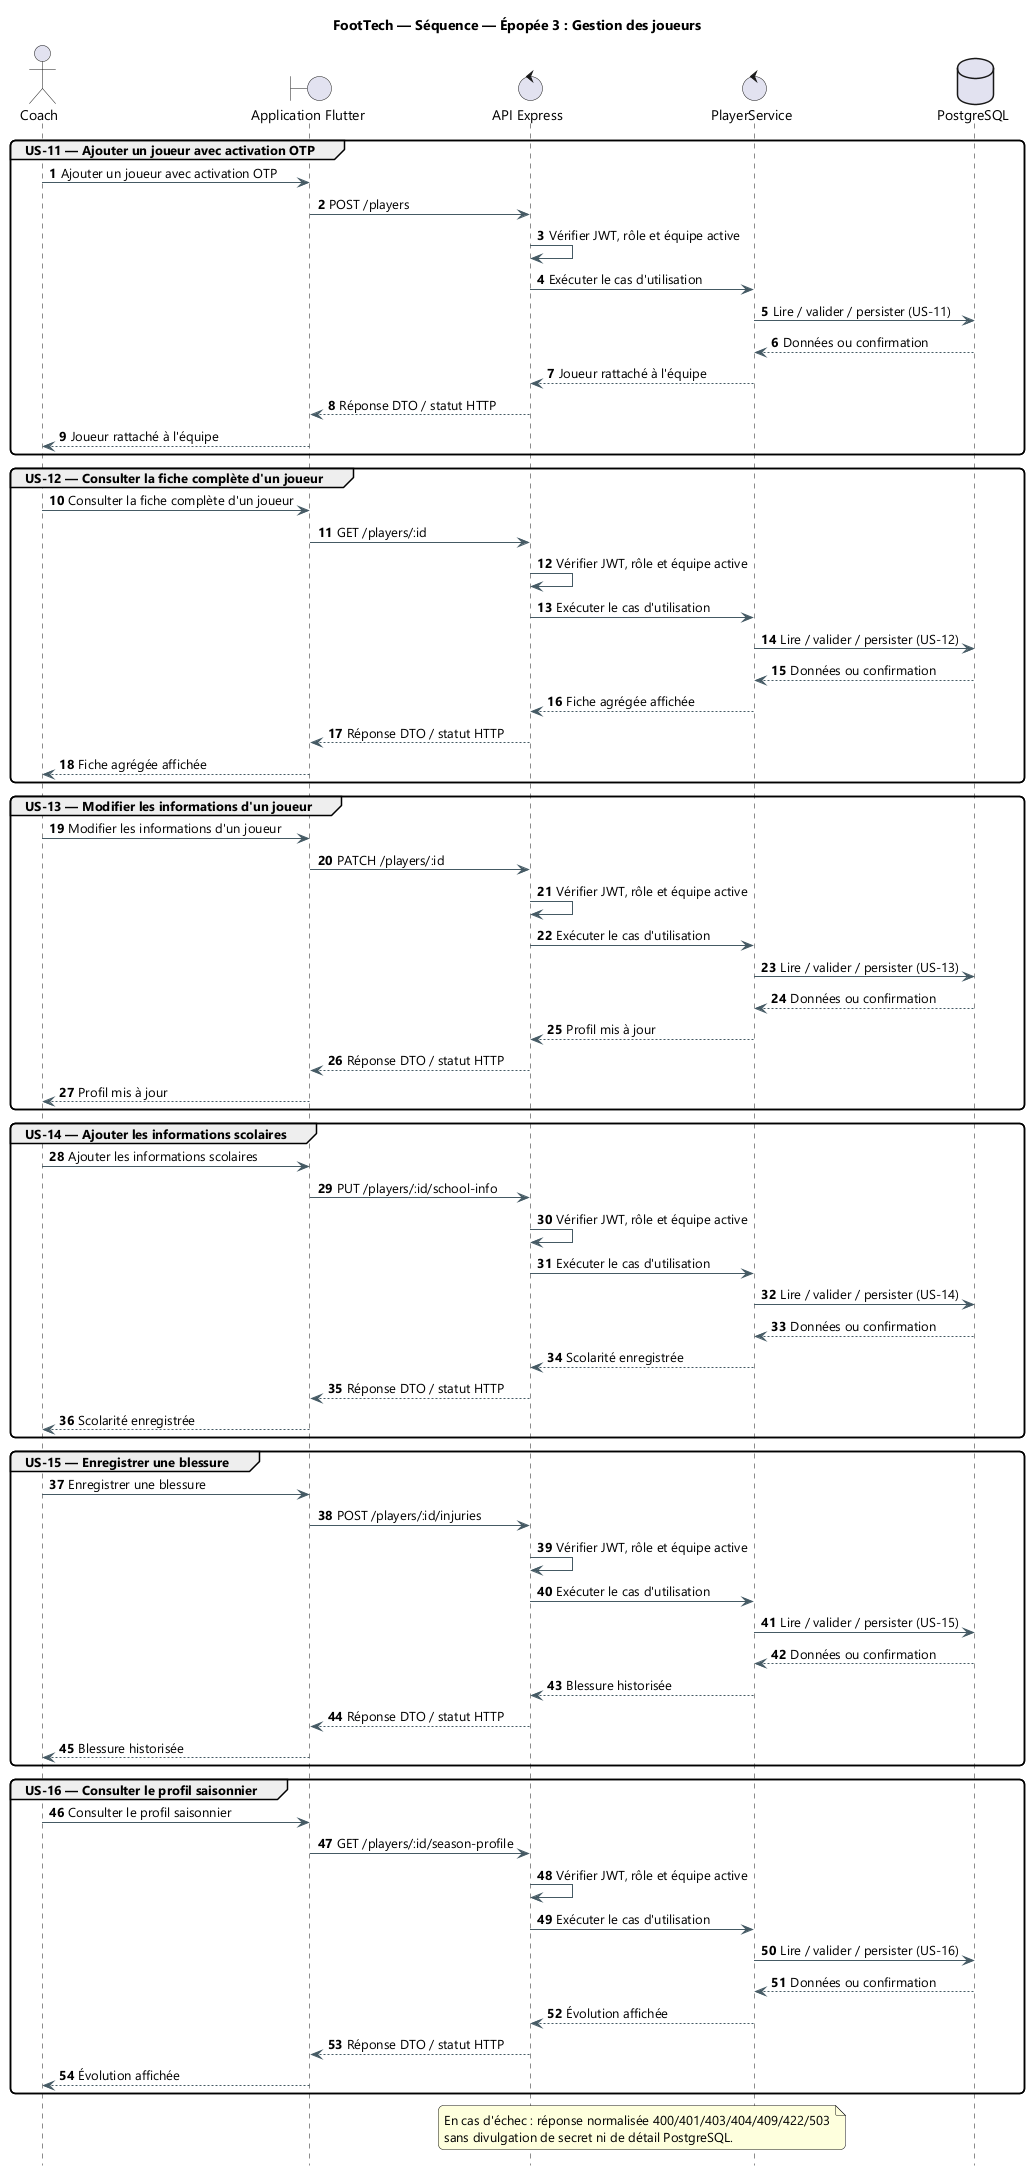 FootTech — Séquence — Épopée 3 : Gestion des joueurs
Coach
Application Flutter
API Express
PlayerService
PostgreSQL
US-11 — Ajouter un joueur avec activation OTP
1 Ajouter un joueur avec activation OTP
2 POST /players
3 Vérifier JWT, rôle et équipe active
4 Exécuter le cas d'utilisation
5 Lire / valider / persister (US-11)
6 Données ou confirmation
7 Joueur rattaché à l'équipe
8 Réponse DTO / statut HTTP
9 Joueur rattaché à l'équipe
US-12 — Consulter la fiche complète d'un joueur
10 Consulter la fiche complète d'un joueur
11 GET /players/:id
12 Vérifier JWT, rôle et équipe active
13 Exécuter le cas d'utilisation
14 Lire / valider / persister (US-12)
15 Données ou confirmation
16 Fiche agrégée affichée
17 Réponse DTO / statut HTTP
18 Fiche agrégée affichée
US-13 — Modifier les informations d'un joueur
19 Modifier les informations d'un joueur
20 PATCH /players/:id
21 Vérifier JWT, rôle et équipe active
22 Exécuter le cas d'utilisation
23 Lire / valider / persister (US-13)
24 Données ou confirmation
25 Profil mis à jour
26 Réponse DTO / statut HTTP
27 Profil mis à jour
US-14 — Ajouter les informations scolaires
28 Ajouter les informations scolaires
29 PUT /players/:id/school-info
30 Vérifier JWT, rôle et équipe active
31 Exécuter le cas d'utilisation
32 Lire / valider / persister (US-14)
33 Données ou confirmation
34 Scolarité enregistrée
35 Réponse DTO / statut HTTP
36 Scolarité enregistrée
US-15 — Enregistrer une blessure
37 Enregistrer une blessure
38 POST /players/:id/injuries
39 Vérifier JWT, rôle et équipe active
40 Exécuter le cas d'utilisation
41 Lire / valider / persister (US-15)
42 Données ou confirmation
43 Blessure historisée
44 Réponse DTO / statut HTTP
45 Blessure historisée
US-16 — Consulter le profil saisonnier
46 Consulter le profil saisonnier
47 GET /players/:id/season-profile
48 Vérifier JWT, rôle et équipe active
49 Exécuter le cas d'utilisation
50 Lire / valider / persister (US-16)
51 Données ou confirmation
52 Évolution affichée
53 Réponse DTO / statut HTTP
54 Évolution affichée
En cas d'échec : réponse normalisée 400/401/403/404/409/422/503
sans divulgation de secret ni de détail PostgreSQL.